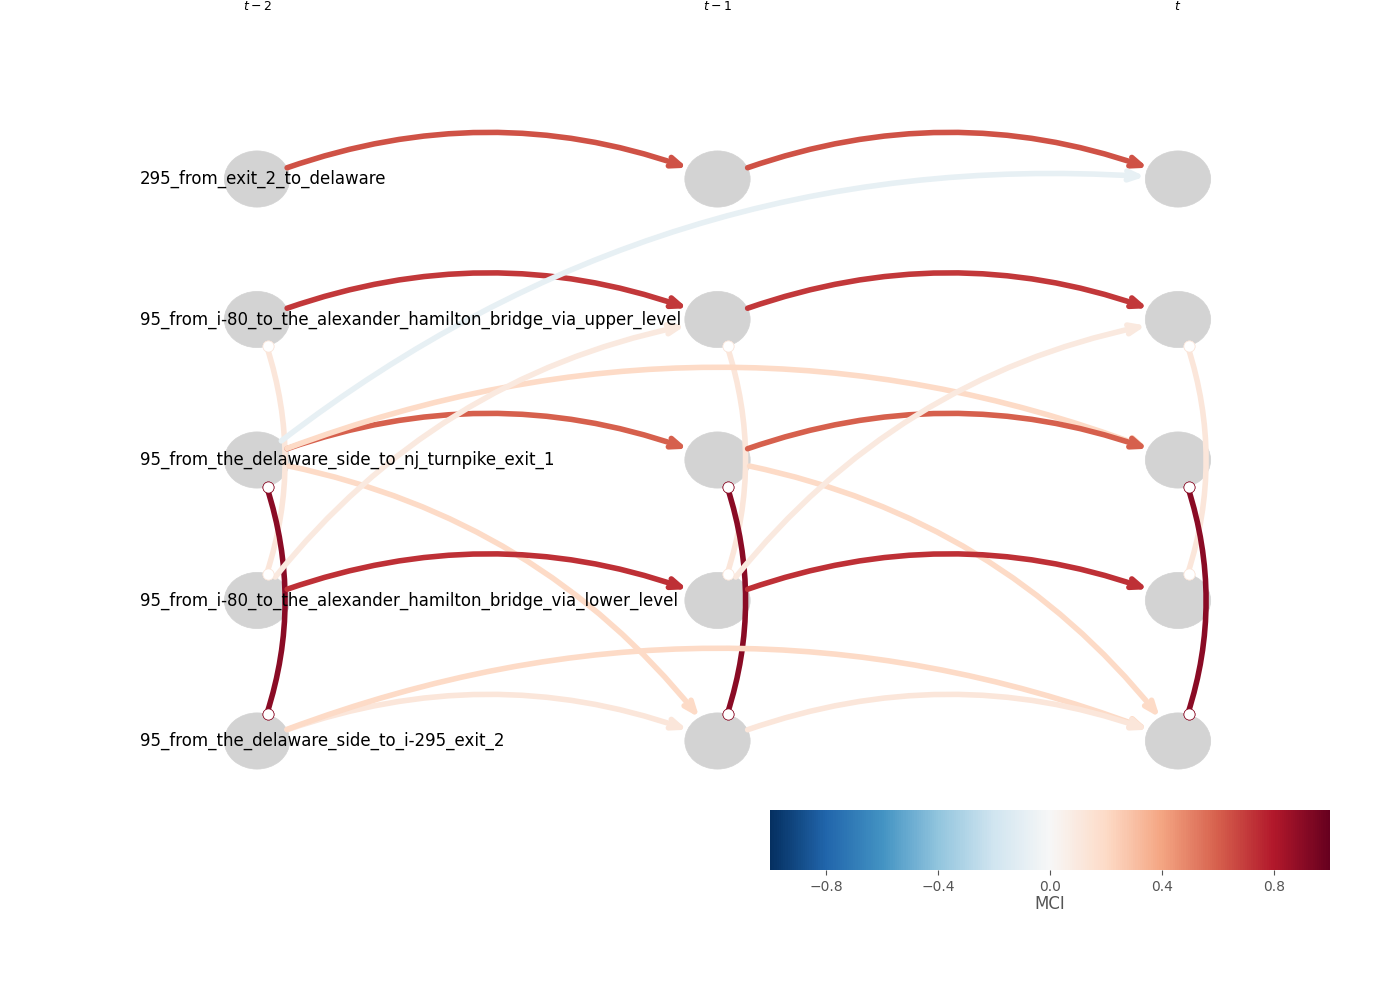 t − 2 t − 1 t
295_from_exit_2_to_delaware
95_from_i-80_to_the_alexander_hamilton_bridge_via_upper_level
95_from_the_delaware_side_to_nj_turnpike_exit_1
95_from_i-80_to_the_alexander_hamilton_bridge_via_lower_level
95_from_the_delaware_side_to_i-295_exit_2
−0.8 −0.4 0.0 0.4 0.8
MCI